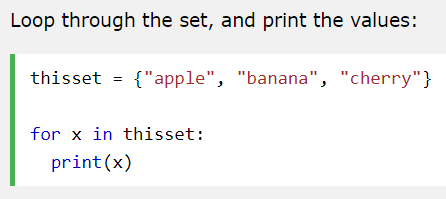 Loop through the set, and print the values:
thisset = {"apple", "banana", "cherry"}
for x in thisset:
  print(x)